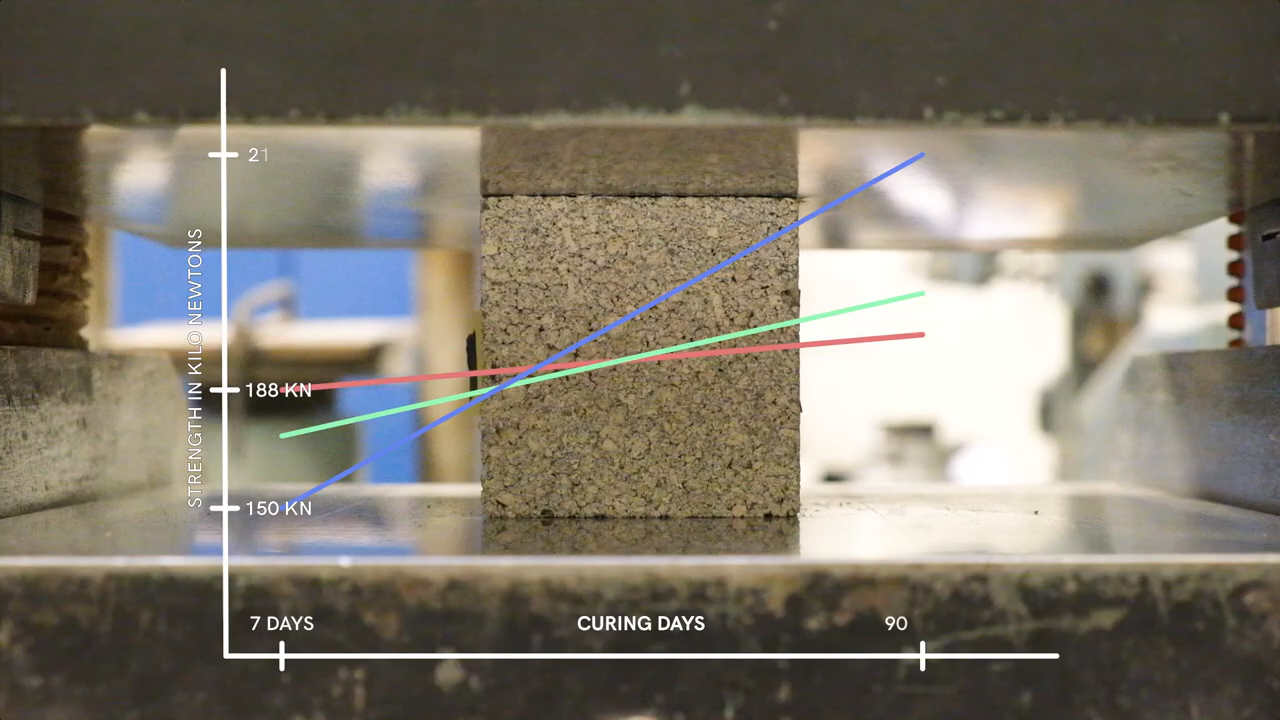 21
STRENGTH IN KILO NEWTONS
188 KN
150 KN
7 DAYS
CURING DAYS
90